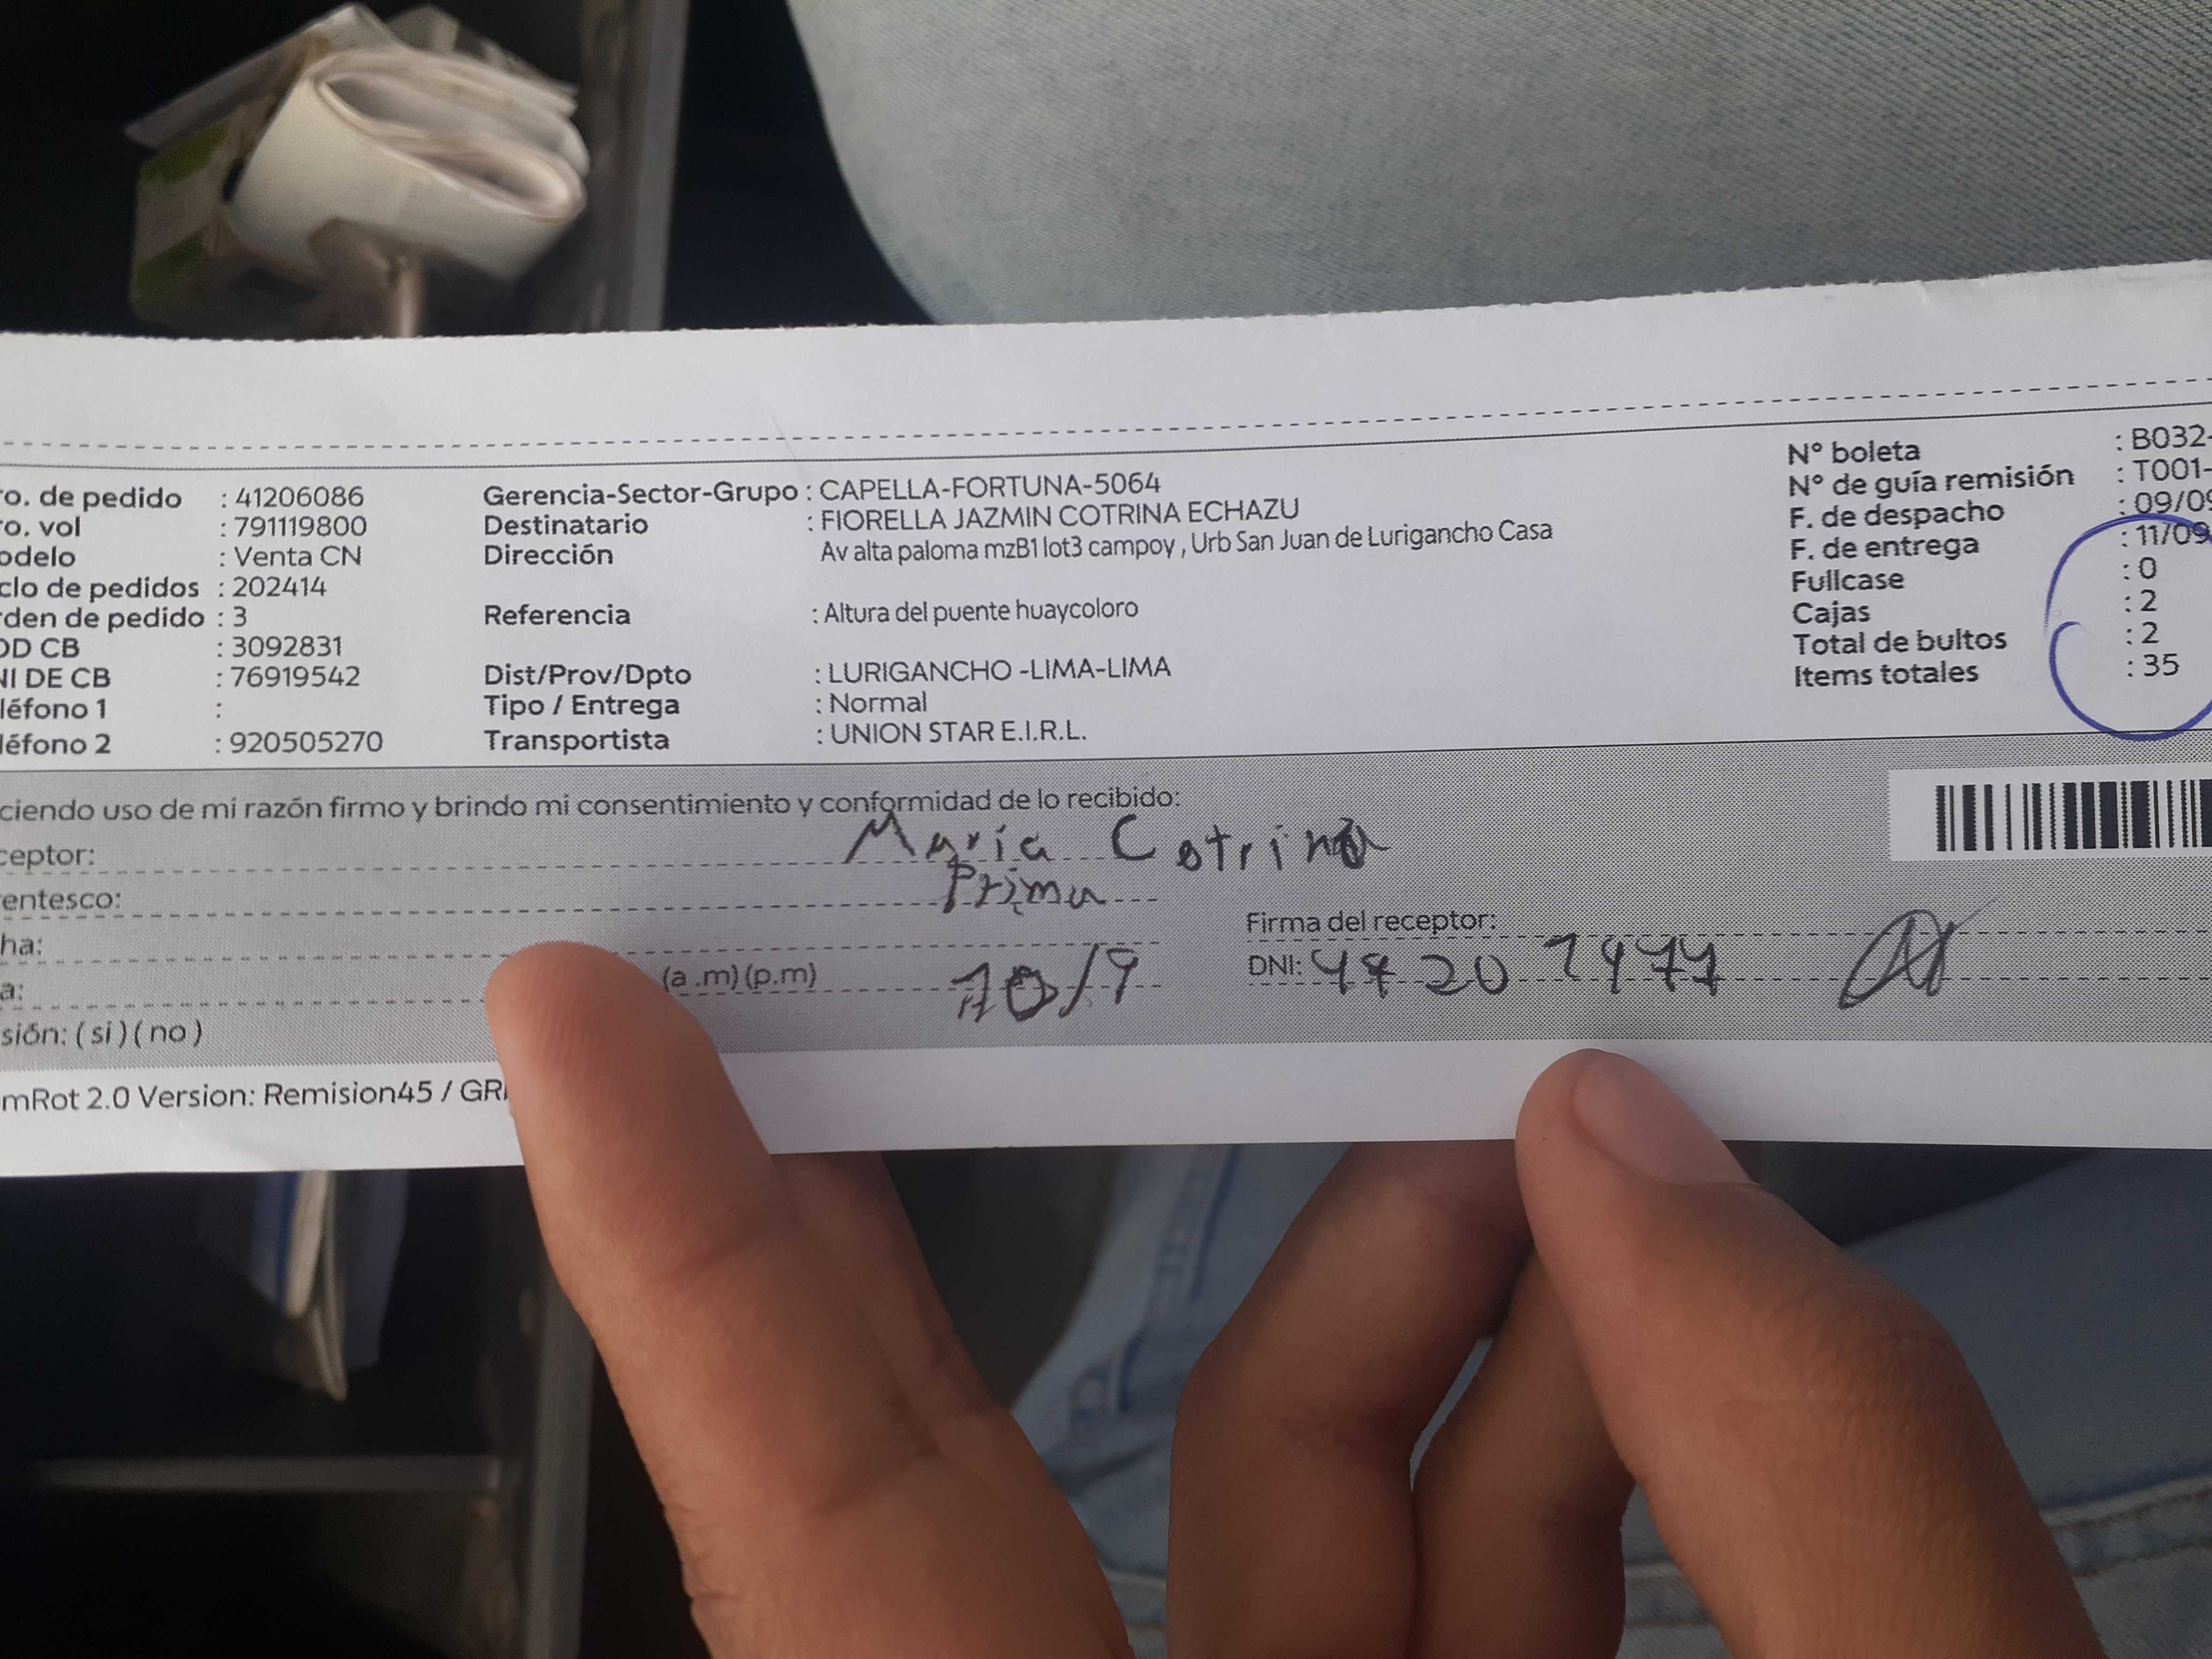 ro. de pedido : 41206086
ro. vol : 791119800
odelo : Venta CN
clo de pedidos : 202414
rden de pedido : 3
OD CB : 3092831
NI DE CB : 76919542
léfono 1 :
léfono 2 : 920505270
Gerencia-Sector-Grupo : CAPELLA-FORTUNA-5064
Destinatario : FIORELLA JAZMIN COTRINA ECHAZU
Dirección Av alta paloma mzB1 lot3 campoy , Urb San Juan de Lurigancho Casa
Referencia : Altura del puente huaycoloro
Dist/Prov/Dpto : LURIGANCHO -LIMA-LIMA
Tipo / Entrega : Normal
Transportista : UNION STAR E.I.R.L.
N° boleta : B032-
N° de guía remisión : T001-
F. de despacho : 09/09
F. de entrega : 11/09
Fullcase : 0
Cajas : 2
Total de bultos : 2
Items totales : 35
ciendo uso de mi razón firmo y brindo mi consentimiento y conformidad de lo recibido:
ceptor: María Cotrina
entesco: Prima
ha:
a: (a .m) (p.m) 10/9
sión: ( si ) ( no )
Firma del receptor:
DNI:
mRot 2.0 Version: Remision45 / GR